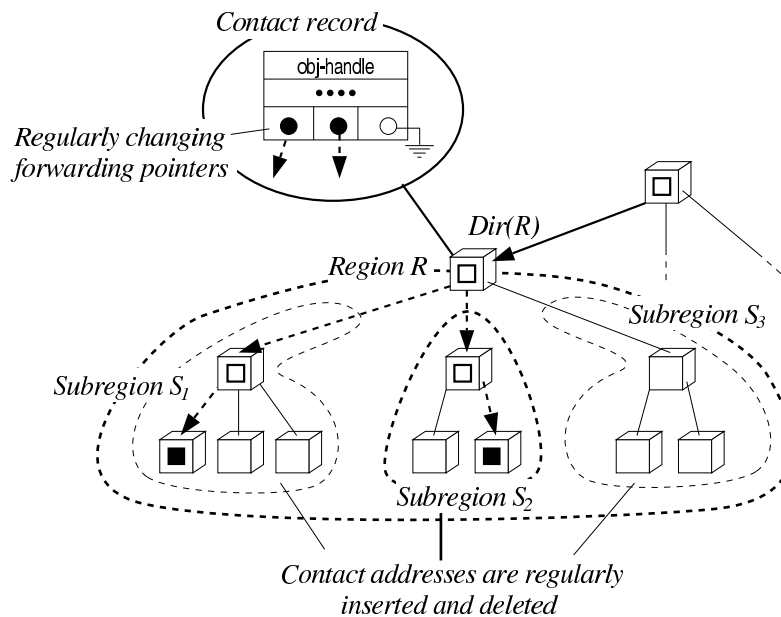 Contact record
obj-handle
Regularly changing
forwarding pointers
Dir(R)
Region R
Subregion S3
Subregion S1
Subregion S2
Contact addresses are regularly
inserted and deleted